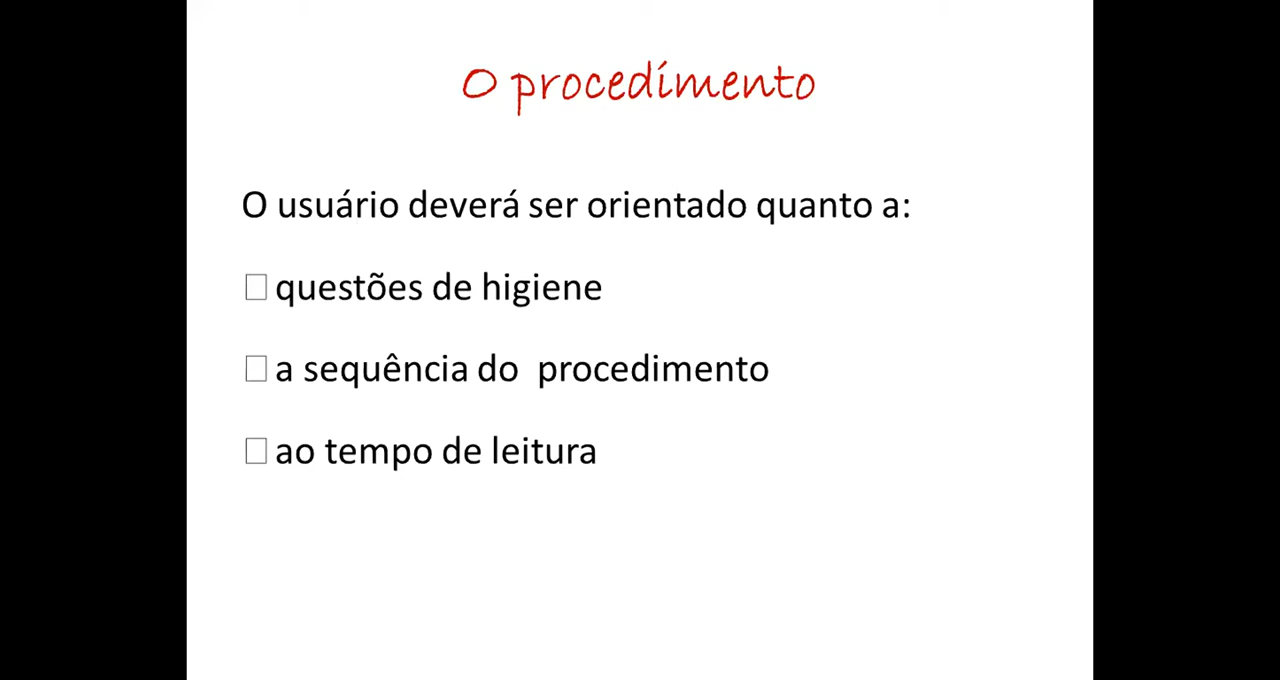 O procedimento
O usuário deverá ser orientado quanto a:
questões de higiene
a sequência do  procedimento
ao tempo de leitura